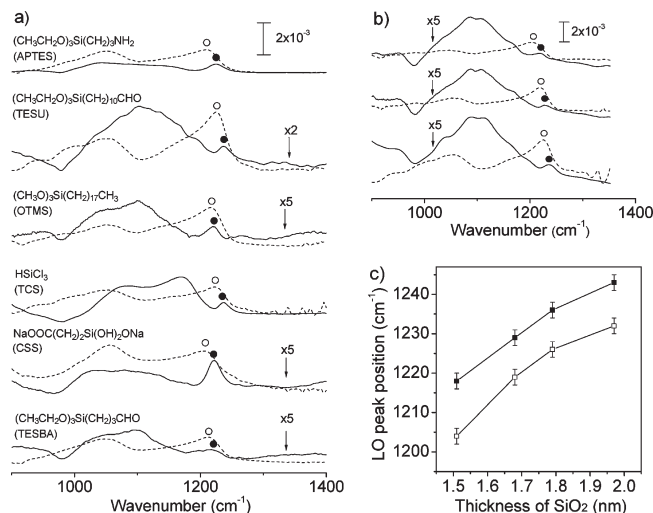 a)
2x10⁻³
(CH3CH2O)3Si(CH2)3NH2
(APTES)
(CH3CH2O)3Si(CH2)10CHO
(TESU)
x2
(CH3O)3Si(CH2)17CH3
(OTMS)
x5
HSiCl3
(TCS)
NaOOC(CH2)2Si(OH)2ONa
(CSS)
x5
(CH3CH2O)3Si(CH2)3CHO
(TESBA)
x5
1000 1200 1400
Wavenumber (cm⁻¹)
b)
x5
2x10⁻³
x5
x5
1000 1200 1400
Wavenumber (cm⁻¹)
c)
LO peak position (cm⁻¹)
1240
1230
1220
1210
1200
1.5 1.6 1.7 1.8 1.9 2.0
Thickness of SiO₂ (nm)